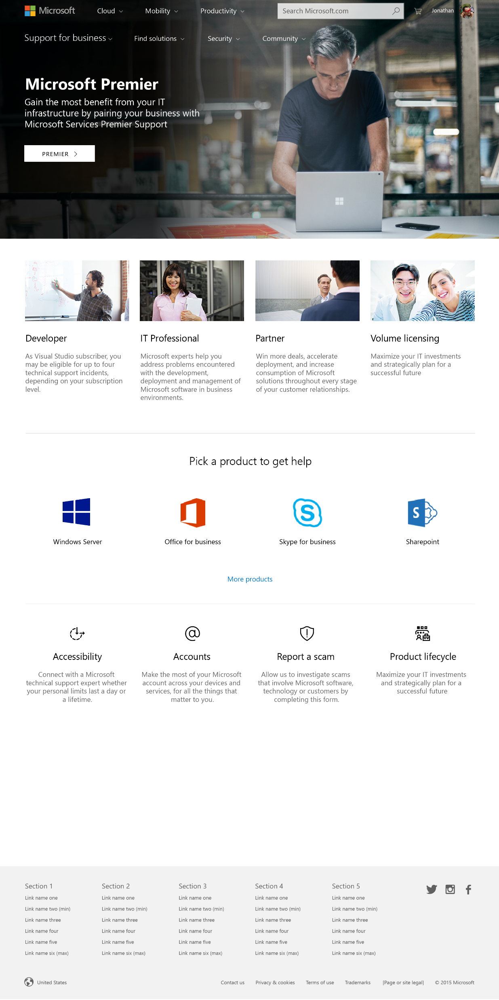 Microsoft
Cloud
Mobility
Productivity
Search Microsoft.com
Jonathan
Support for business
Find solutions
Security
Community
Microsoft Premier
Gain the most benefit from your IT
infrastructure by pairing your business with
Microsoft Services Premier Support
PREMIER
Developer
As Visual Studio subscriber, you
may be eligible for up to four
technical support incidents,
depending on your subscription
level.
IT Professional
Microsoft experts help you
address problems encountered
with the development,
deployment and management of
Microsoft software in business
environments.
Partner
Win more deals, accelerate
deployment, and increase
consumption of Microsoft
solutions throughout every stage
of your customer relationships.
Volume licensing
Maximize your IT investments
and strategically plan for a
successful future
Pick a product to get help
S
S
Windows Server
Office for business
Skype for business
Sharepoint
More products
Accessibility
Connect with a Microsoft
technical support expert whether
your personal limits last a day or
a lifetime.
Accounts
Make the most of your Microsoft
account across your devices and
services, for all the things that
matter to you.
Report a scam
Allow us to investigate scams
that involve Microsoft software,
technology or customers by
completing this form.
Product lifecycle
Maximize your IT investments
and strategically plan for a
successful future
Section 1
Link name one
Link name two (min)
Link name three
Link name four
Link name five
Link name six (max)
Section 2
Link name one
Link name two (min)
Link name three
Link name four
Link name five
Link name six (max)
Section 3
Link name one
Link name two (min)
Link name three
Link name four
Link name five
Link name six (max)
Section 4
Link name one
Link name two (min)
Link name three
Link name four
Link name five
Link name six (max)
Section 5
Link name one
Link name two (min)
Link name three
Link name four
Link name five
Link name six (max)
United States
Contact us
Privacy & cookies
Terms of use
Trademarks
[Page or site legal]
© 2015 Microsoft